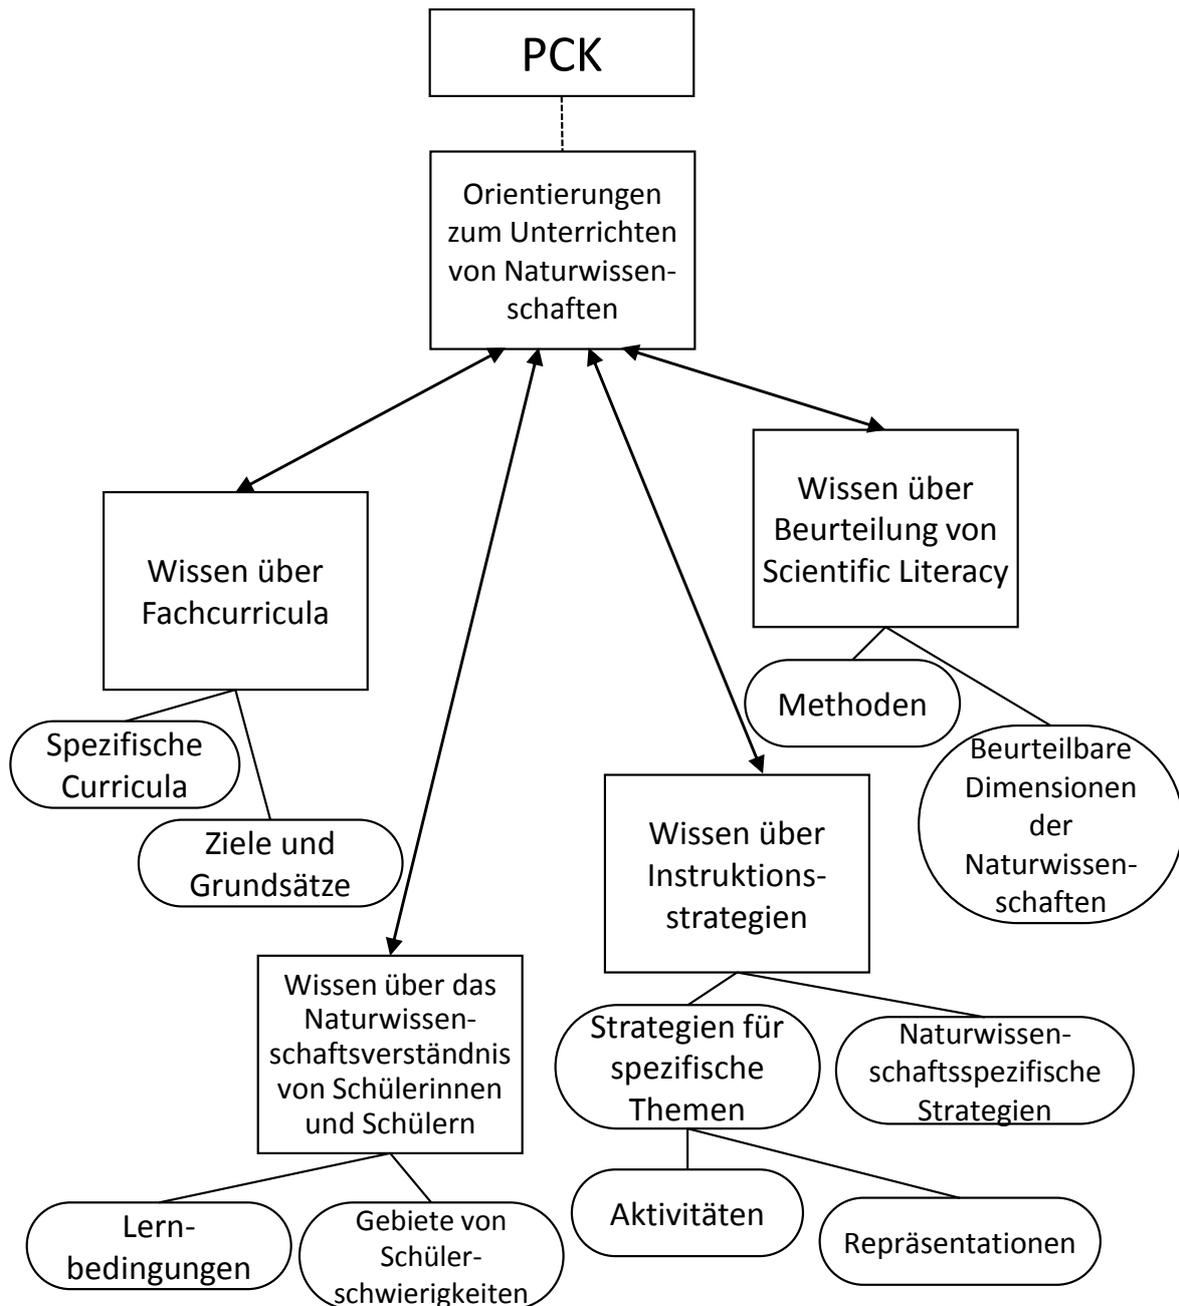 PCK
Orientierungen
zum Unterrichten
von Naturwissen-
schaften
Wissen über
Fachcurricula
Spezifische
Curricula
Ziele und
Grundsätze
Wissen über das
Naturwissen-
schaftsverständnis
von Schülerinnen
und Schülern
Lern-
bedingungen
Gebiete von
Schüler-
schwierigkeiten
Wissen über
Instruktions-
strategien
Strategien für
spezifische
Themen
Aktivitäten
Repräsentationen
Naturwissen-
schaftsspezifische
Strategien
Wissen über
Beurteilung von
Scientific Literacy
Methoden
Beurteilbare
Dimensionen
der
Naturwissen-
schaften